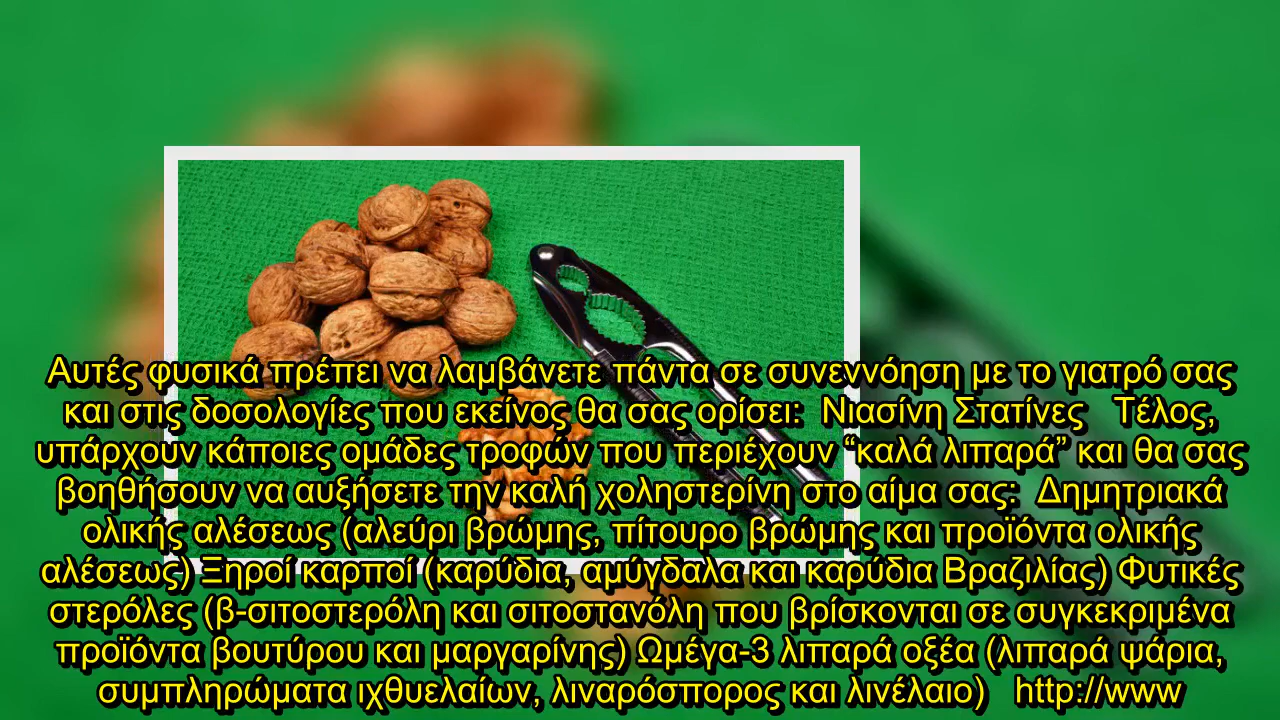 Αυτές φυσικά πρέπει να λαμβάνετε πάντα σε συνεννόηση με το γιατρό σας
και στις δοσολογίες που εκείνος θα σας ορίσει:  Νιασίνη Στατίνες   Τέλος,
υπάρχουν κάποιες ομάδες τροφών που περιέχουν “καλά λιπαρά” και θα σας
βοηθήσουν να αυξήσετε την καλή χοληστερίνη στο αίμα σας:  Δημητριακά
ολικής αλέσεως (αλεύρι βρώμης, πίτουρο βρώμης και προϊόντα ολικής
αλέσεως) Ξηροί καρποί (καρύδια, αμύγδαλα και καρύδια Βραζιλίας) Φυτικές
στερόλες (β-σιτοστερόλη και σιτοστανόλη που βρίσκονται σε συγκεκριμένα
προϊόντα βουτύρου και μαργαρίνης) Ωμέγα-3 λιπαρά οξέα (λιπαρά ψάρια,
συμπληρώματα ιχθυελαίων, λιναρόσπορος και λινέλαιο)   http://www